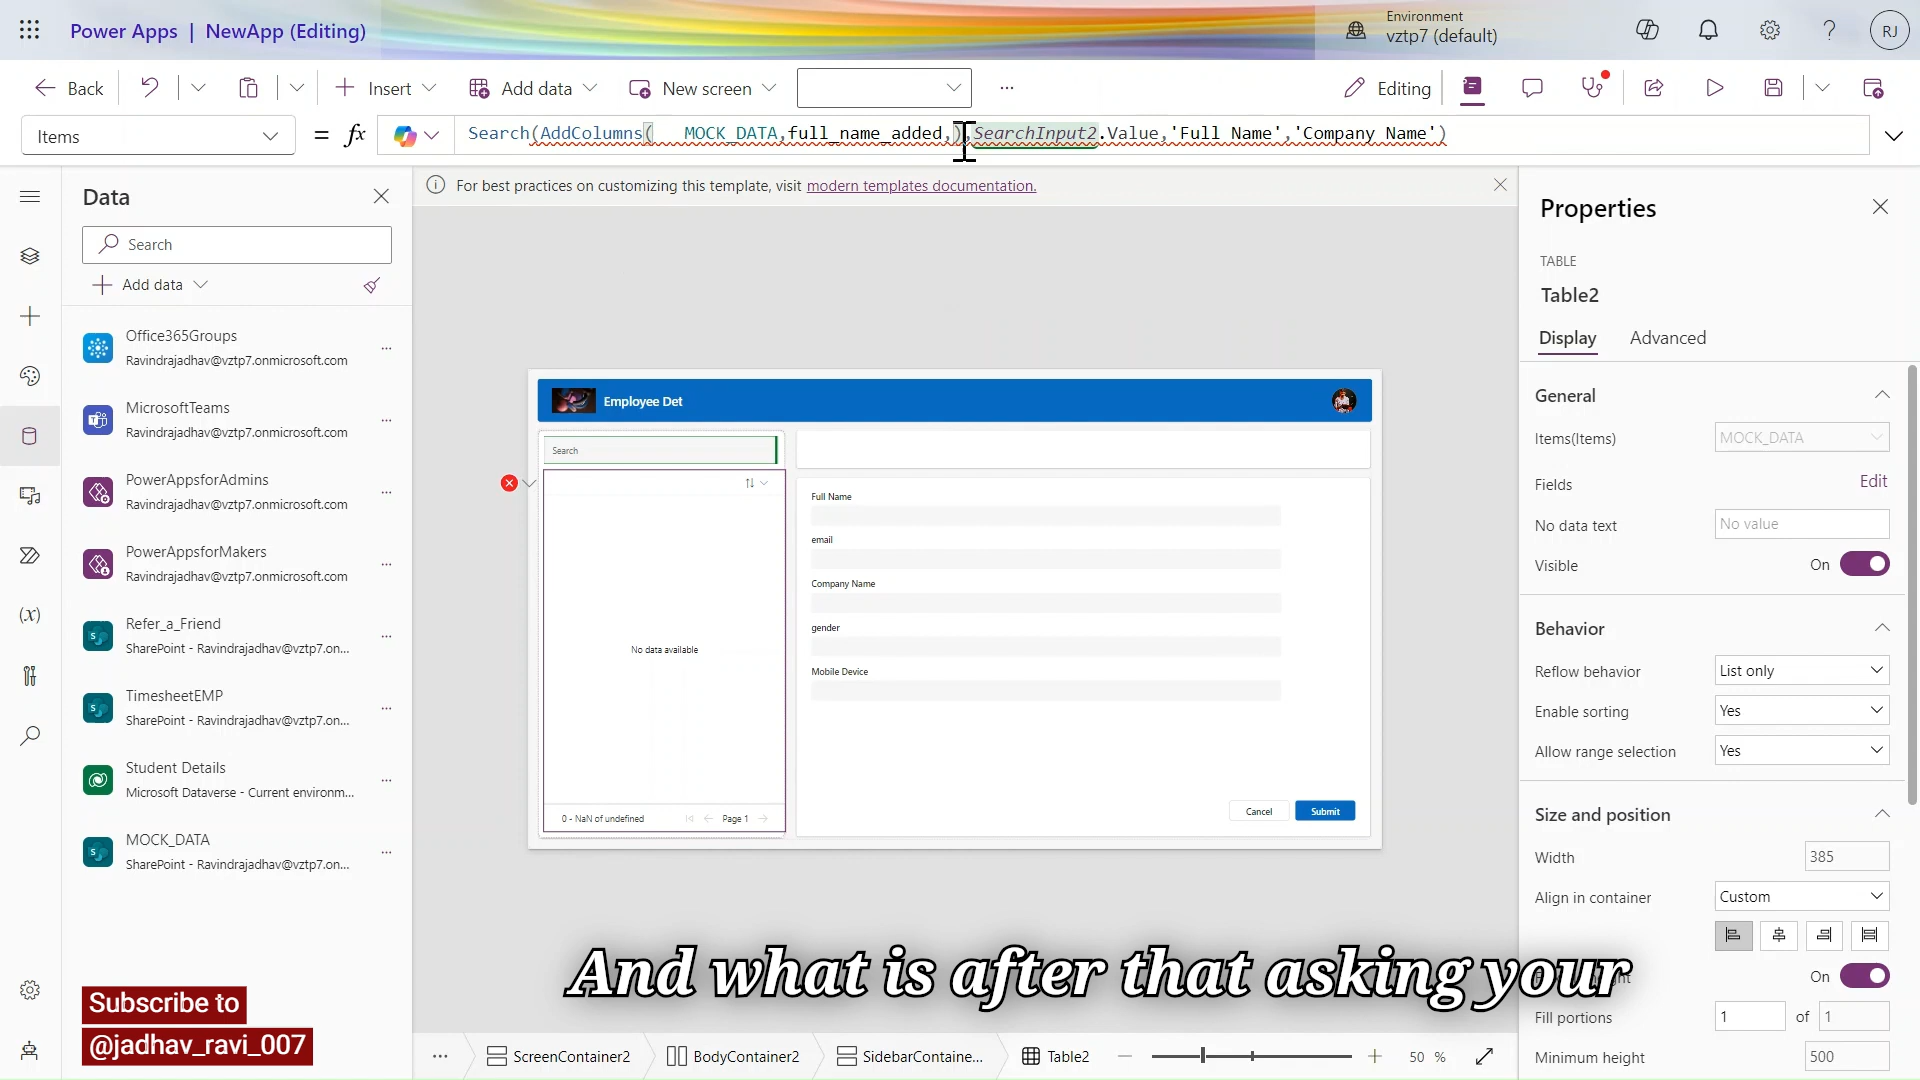 Power Apps | NewApp (Editing)
Environment
vztp7 (default)
RJ
Back
Insert
Add data
New screen
...
Editing
Items
= fx
Search(AddColumns( MOCK_DATA,full_name_added,),SearchInput2.Value,'Full Name','Company Name')
Data
Search
Add data
Office365Groups
Ravindrajadhav@vztp7.onmicrosoft.com
MicrosoftTeams
Ravindrajadhav@vztp7.onmicrosoft.com
PowerAppsforAdmins
Ravindrajadhav@vztp7.onmicrosoft.com
PowerAppsforMakers
Ravindrajadhav@vztp7.onmicrosoft.com
Refer_a_Friend
SharePoint - Ravindrajadhav@vztp7.on...
TimesheetEMP
SharePoint - Ravindrajadhav@vztp7.on...
Student Details
Microsoft Dataverse - Current environm...
MOCK_DATA
SharePoint - Ravindrajadhav@vztp7.on...
Subscribe to
@jadhav_ravi_007
For best practices on customizing this template, visit modern templates documentation.
Employee Det
Search
No data available
0 - NaN of undefined
Page 1
Full Name
email
Company Name
gender
Mobile Device
Cancel
Submit
And what is after that asking your
...
ScreenContainer2
BodyContainer2
SidebarContaine...
Table2
50 %
Properties
TABLE
Table2
Display
Advanced
General
Items(Items)
MOCK_DATA
Fields
Edit
No data text
No value
Visible
On
Behavior
Reflow behavior
List only
Enable sorting
Yes
Allow range selection
Yes
Size and position
Width
385
Align in container
Custom
On
Fill portions
1
of
1
Minimum height
500